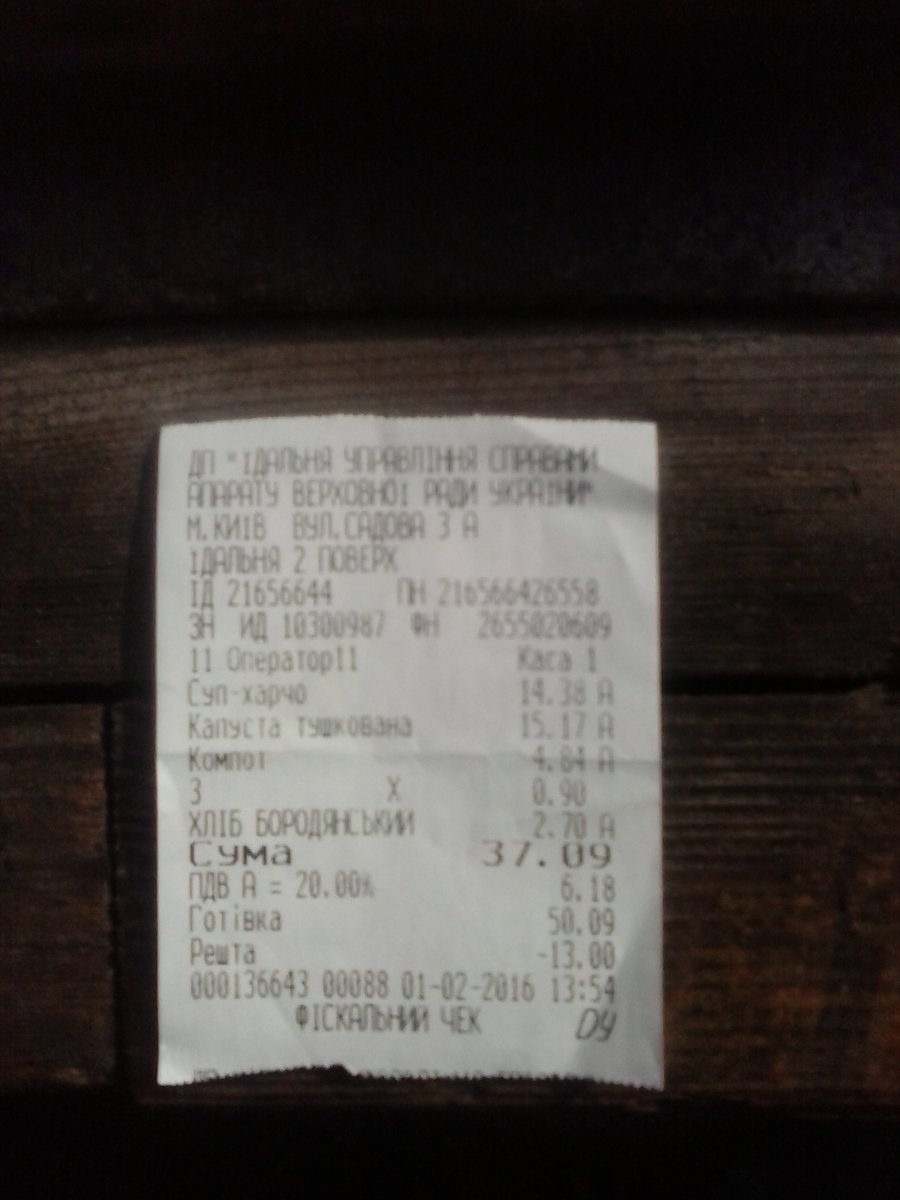 ДП "ЇДАЛЬНЯ УПРАВЛІННЯ СПРАВАМИ
АПАРАТУ ВЕРХОВНОЇ РАДИ УКРАЇНИ"
М.КИЇВ ВУЛ.САДОВА 3 А
ЇДАЛЬНЯ 2 ПОВЕРХ
ІД 21656644 ПН 216566426558
ЗН ИД 10300987 ФН 2655020609
11 Оператор11 Каса 1
Суп-харчо 14.38 А
Капуста тушкована 15.17 А
Компот 4.84 А
3 X 0.90
ХЛІБ БОРОДЯНСЬКИЙ 2.70 А
Сума 37.09
ПДВ А = 20.00% 6.18
Готівка 50.09
Решта -13.00
000136643 00088 01-02-2016 13:54
ФІСКАЛЬНИЙ ЧЕК